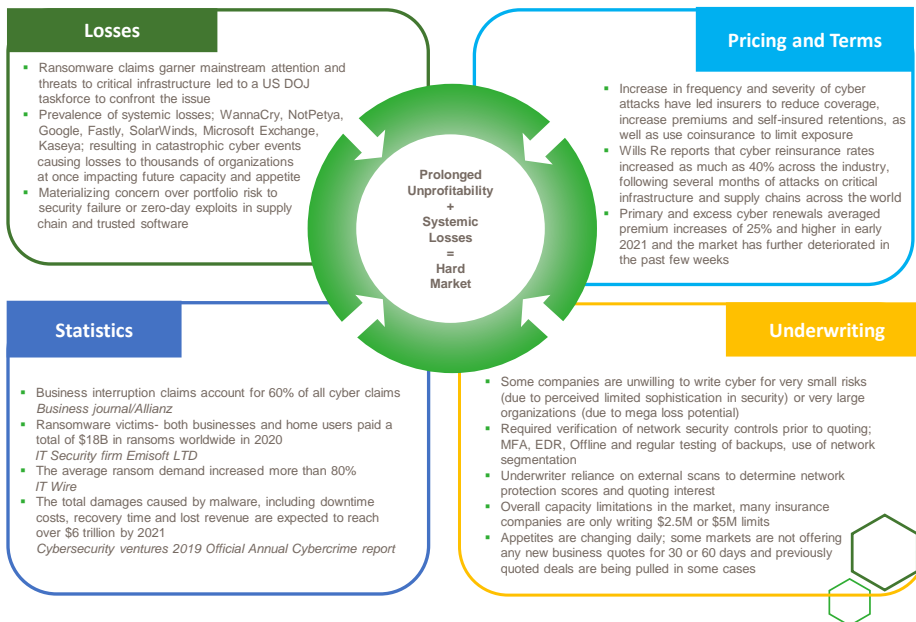 Losses
Ransomware claims garner mainstream attention and
threats to critical infrastructure led to a US DOJ
taskforce to confront the issue
Prevalence of systemic losses; WannaCry, NotPetya,
Google, Fastly, SolarWinds, Microsoft Exchange,
Kaseya; resulting in catastrophic cyber events
causing losses to thousands of organizations
at once impacting future capacity and appetite
Materializing concern over portfolio risk to
security failure or zero-day exploits in supply
chain and trusted software
Pricing and Terms
Increase in frequency and severity of cyber
attacks have led insurers to reduce coverage,
increase premiums and self-insured retentions, as
well as use coinsurance to limit exposure
Wills Re reports that cyber reinsurance rates
increased as much as 40% across the industry,
following several months of attacks on critical
infrastructure and supply chains across the world
Primary and excess cyber renewals averaged
premium increases of 25% and higher in early
2021 and the market has further deteriorated in
the past few weeks
Prolonged
Unprofitability
+
Systemic
Losses
=
Hard
Market
Statistics
Business interruption claims account for 60% of all cyber claims
Business journal/Allianz
Ransomware victims- both businesses and home users paid a
total of $18B in ransoms worldwide in 2020
IT Security firm Emisoft LTD
The average ransom demand increased more than 80%
IT Wire
The total damages caused by malware, including downtime
costs, recovery time and lost revenue are expected to reach
over $6 trillion by 2021
Cybersecurity ventures 2019 Official Annual Cybercrime report
Underwriting
Some companies are unwilling to write cyber for very small risks
(due to perceived limited sophistication in security) or very large
organizations (due to mega loss potential)
Required verification of network security controls prior to quoting;
MFA, EDR, Offline and regular testing of backups, use of network
segmentation
Underwriter reliance on external scans to determine network
protection scores and quoting interest
Overall capacity limitations in the market, many insurance
companies are only writing $2.5M or $5M limits
Appetites are changing daily; some markets are not offering
any new business quotes for 30 or 60 days and previously
quoted deals are being pulled in some cases